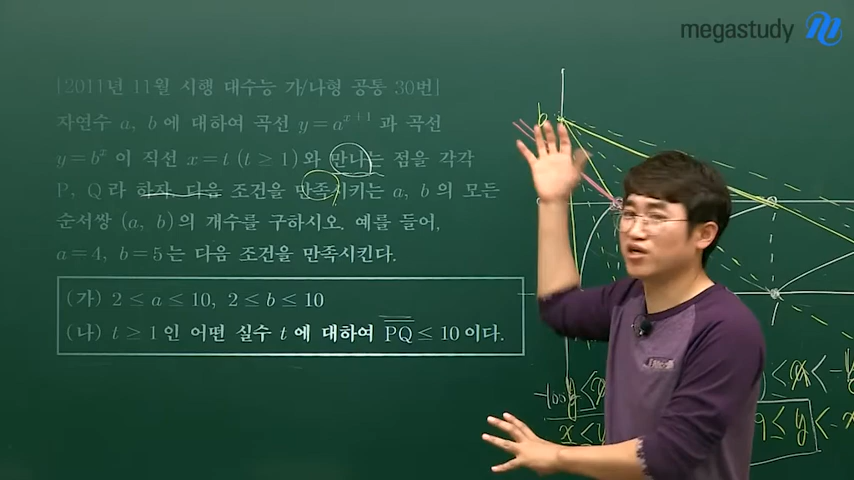 megastudy
[2011년 11월 시행 대수능 가/나형 공통 30번]
자연수 a, b에 대하여 곡선 y=a^{x+1} 과 곡선
y=b^x 이 직선 x=t (t≥1)와 만나는 점을 각각
P, Q라 하자. 다음 조건을 만족시키는 a, b의 모든
순서쌍 (a, b)의 개수를 구하시오. 예를 들어,
a=4, b=5는 다음 조건을 만족시킨다.
(가) 2≤a≤10, 2≤b≤10
(나) t≥1인 어떤 실수 t에 대하여 PQ≤10이다.
b